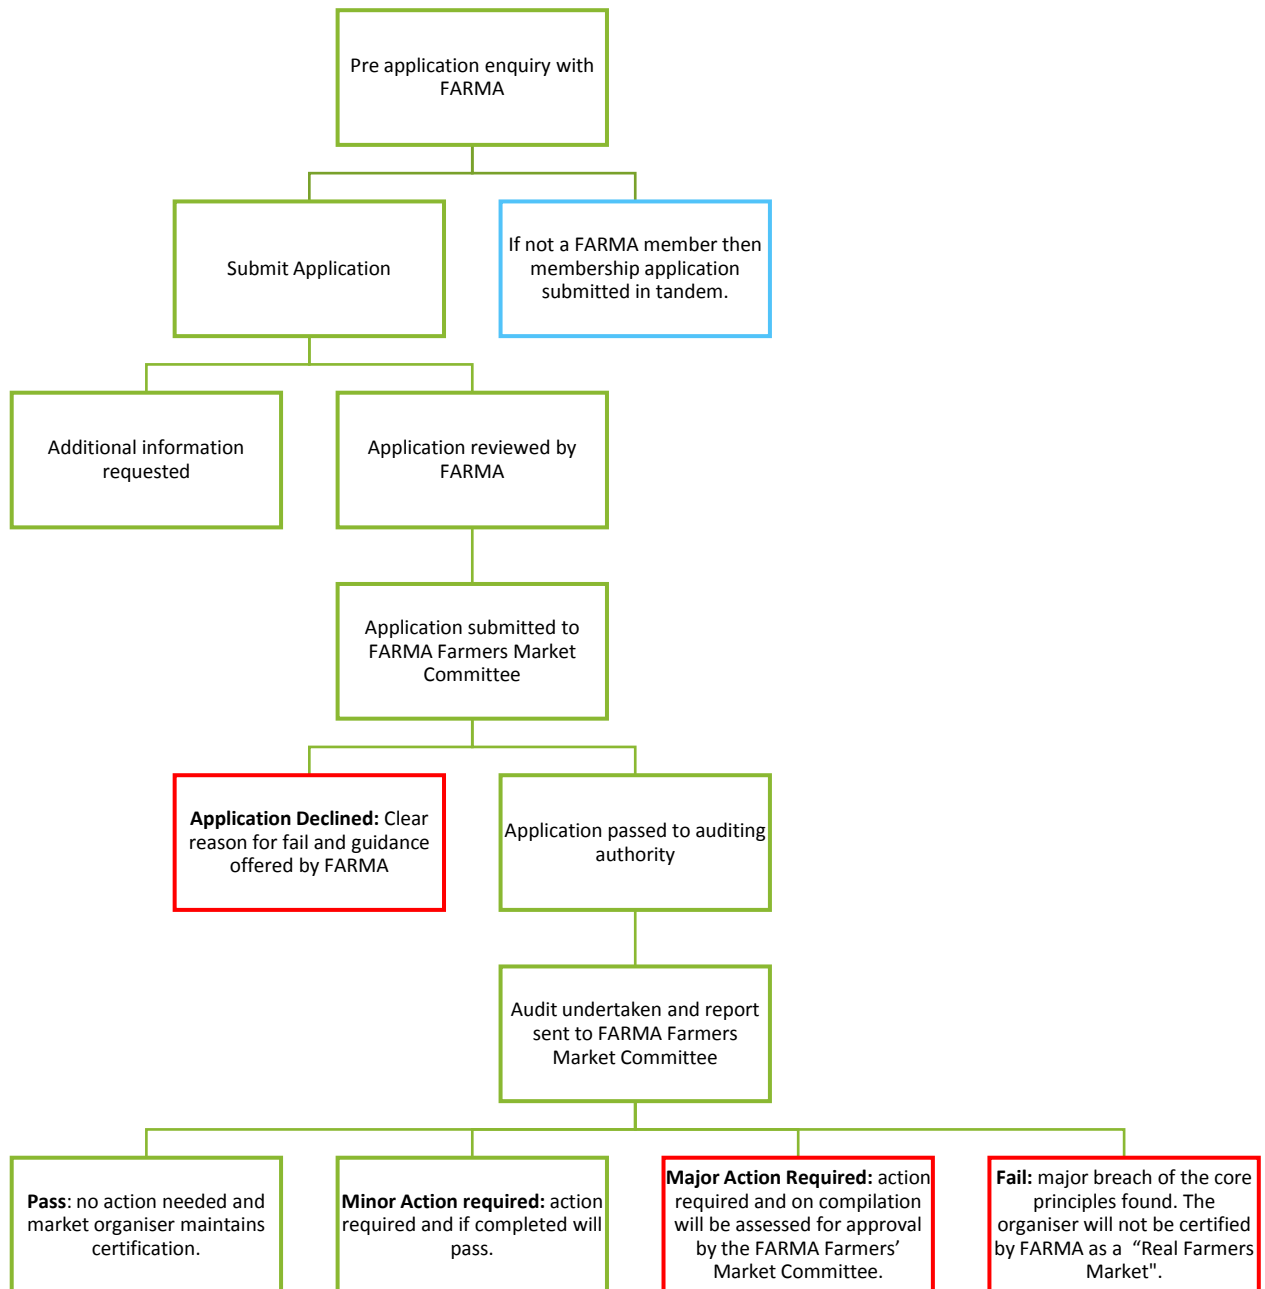 Pre application enquiry with
FARMA
Submit Application
If not a FARMA member then
membership application
submitted in tandem.
Additional information
requested
Application reviewed by
FARMA
Application submitted to
FARMA Farmers Market
Committee
Application Declined: Clear
reason for fail and guidance
offered by FARMA
Application passed to auditing
authority
Audit undertaken and report
sent to FARMA Farmers
Market Committee
Pass: no action needed and
market organiser maintains
certification.
Minor Action required: action
required and if completed will
pass.
Major Action Required: action
required and on compilation
will be assessed for approval
by the FARMA Farmers’
Market Committee.
Fail: major breach of the core
principles found. The
organiser will not be certified
by FARMA as a “Real Farmers
Market".